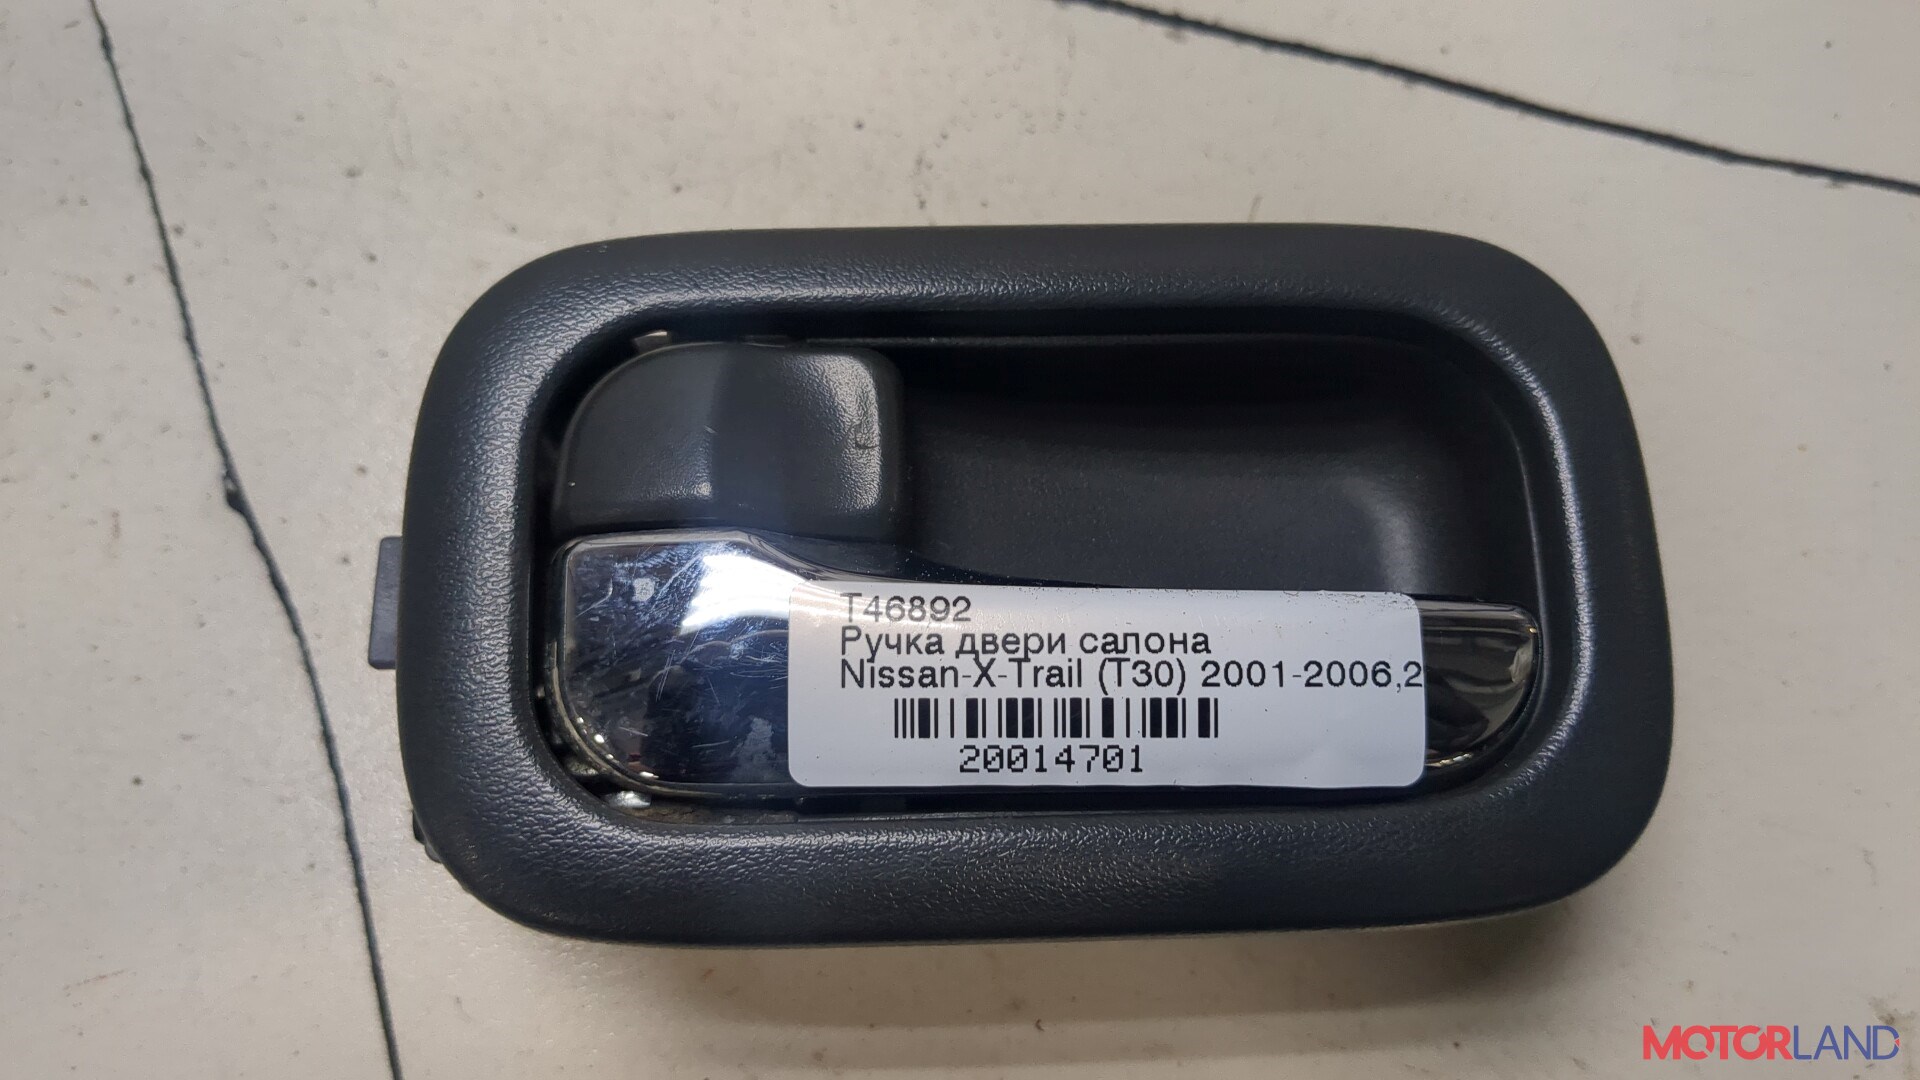 T46892
Ручка двери салона
Nissan-X-Trail (T30) 2001-2006,2
20014701
MOTORLAND